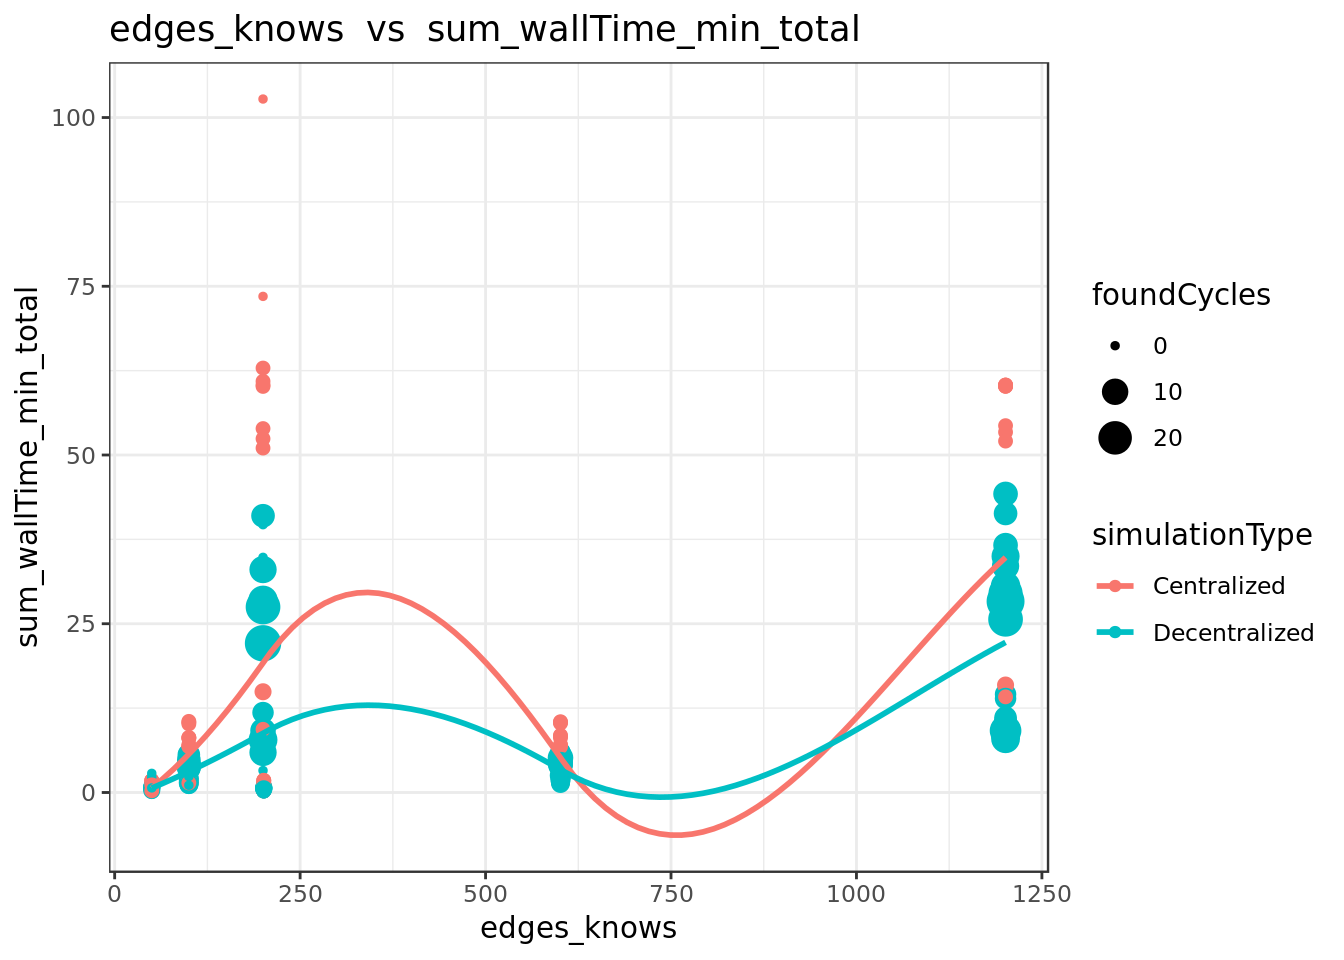 edges_knows  vs  sum_wallTime_min_total
100
75
50
25
0
sum_wallTime_min_total
0
250
500
750
1000
1250
edges_knows
foundCycles
0
10
20
simulationType
Centralized
Decentralized